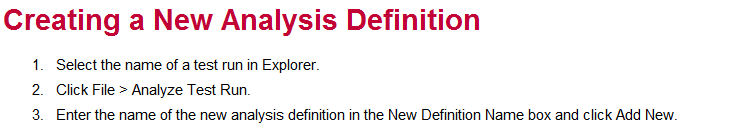 Creating a New Analysis Definition
1. Select the name of a test run in Explorer.
2. Click File > Analyze Test Run.
3. Enter the name of the new analysis definition in the New Definition Name box and click Add New.